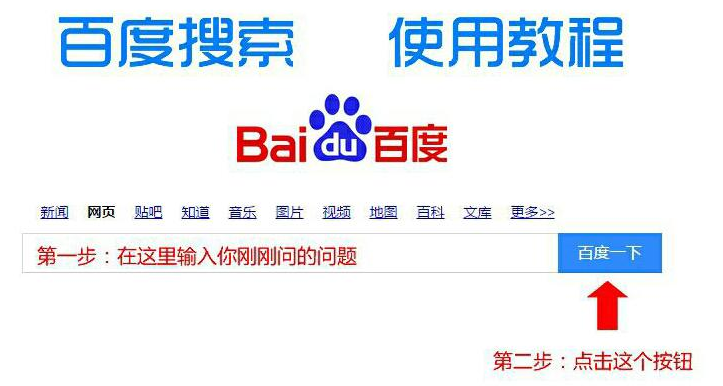 百度搜索 使用教程
Bai du 百度
新闻 网页 贴吧 知道 音乐 图片 视频 地图 百科 文库 更多>>
第一步：在这里输入你刚刚问的问题 百度一下
第二步：点击这个按钮